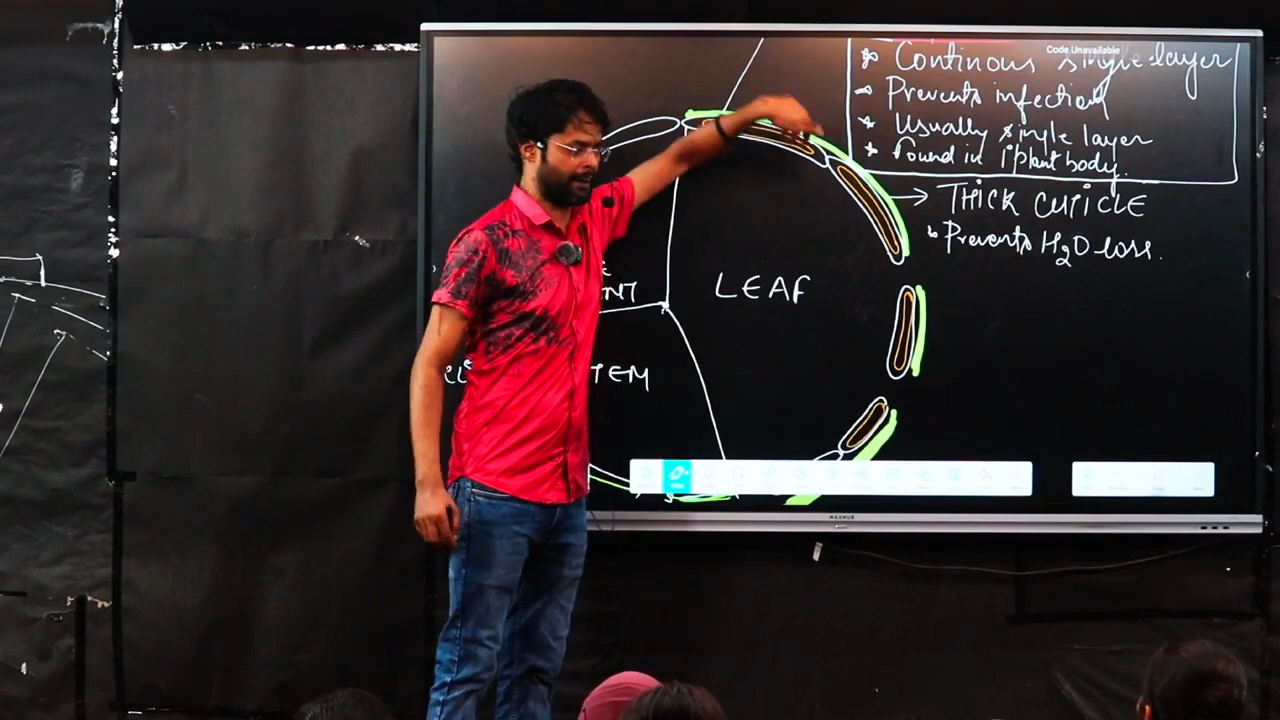 Code Unavailable
* Continous single layer
* Prevents infection
* Usually single layer
* Found in plant body.
→ THICK CUTICLE
Prevents H2O loss.
LEAF
NT
TEM